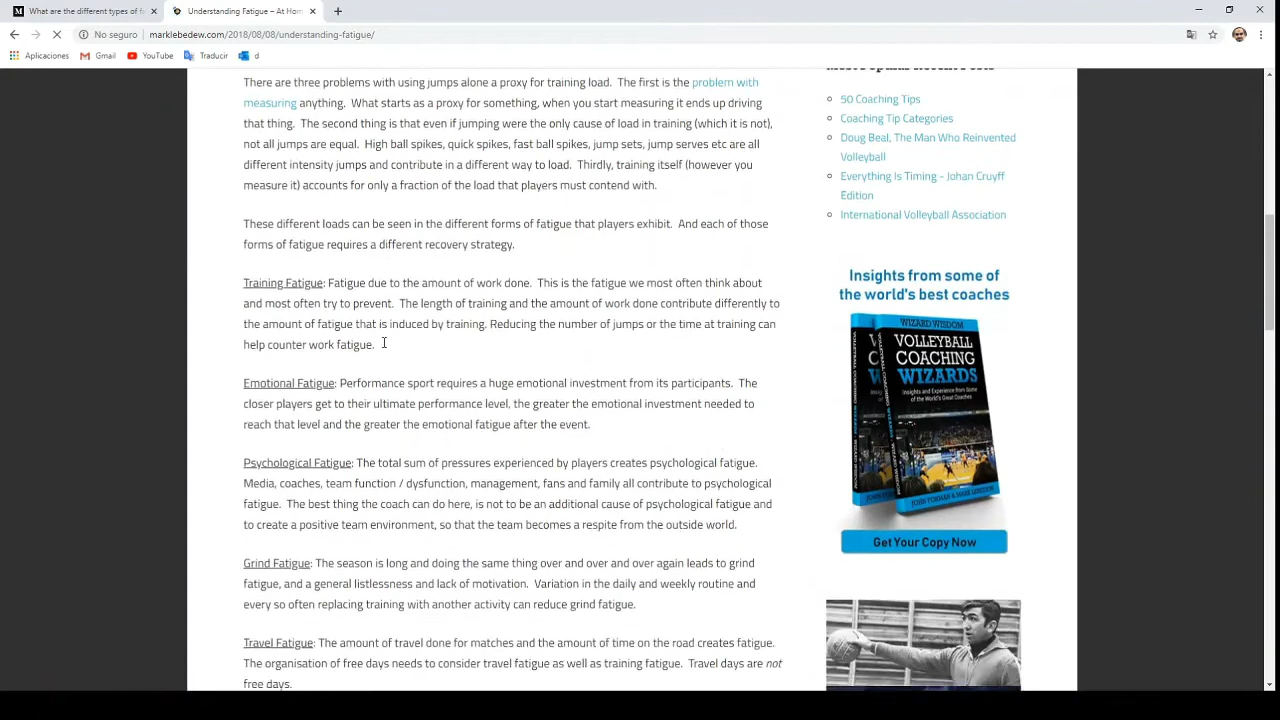 What are the different types of f
Understanding Fatigue – At Hom
No seguro
marklebedew.com/2018/08/08/understanding-fatigue/
Aplicaciones
Gmail
YouTube
Traducir
d
There are three problems with using jumps alone a proxy for training load. The first is the problem with
measuring anything. What starts as a proxy for something, when you start measuring it ends up driving
that thing. The second thing is that even if jumping were the only cause of load in training (which it is not),
not all jumps are equal. High ball spikes, quick spikes, fast ball spikes, jump sets, jump serves etc are all
different intensity jumps and contribute in a different way to load. Thirdly, training itself (however you
measure it) accounts for only a fraction of the load that players must contend with.
These different loads can be seen in the different forms of fatigue that players exhibit. And each of those
forms of fatigue requires a different recovery strategy.
Training Fatigue: Fatigue due to the amount of work done. This is the fatigue we most often think about
and most often try to prevent. The length of training and the amount of work done contribute differently to
the amount of fatigue that is induced by training. Reducing the number of jumps or the time at training can
help counter work fatigue.
Emotional Fatigue: Performance sport requires a huge emotional investment from its participants. The
closer players get to their ultimate performance level, the greater the emotional investment needed to
reach that level and the greater the emotional fatigue after the event.
Psychological Fatigue: The total sum of pressures experienced by players creates psychological fatigue.
Media, coaches, team function / dysfunction, management, fans and family all contribute to psychological
fatigue. The best thing the coach can do here, is not to be an additional cause of psychological fatigue and
to create a positive team environment, so that the team becomes a respite from the outside world.
Grind Fatigue: The season is long and doing the same thing over and over and over again leads to grind
fatigue, and a general listlessness and lack of motivation. Variation in the daily and weekly routine and
every so often replacing training with another activity can reduce grind fatigue.
Travel Fatigue: The amount of travel done for matches and the amount of time on the road creates fatigue.
The organisation of free days needs to consider travel fatigue as well as training fatigue. Travel days are not
free days.
Most Popular Recent Posts
50 Coaching Tips
Coaching Tip Categories
Doug Beal, The Man Who Reinvented
Volleyball
Everything Is Timing - Johan Cruyff
Edition
International Volleyball Association
Insights from some of
the world's best coaches
WIZARD WISDOM
VOLLEYBALL
COACHING
WIZARDS
Insights and Experience from Some
of the World's Great Coaches
JOHN FORMAN & MARK LEBEDEW
Get Your Copy Now